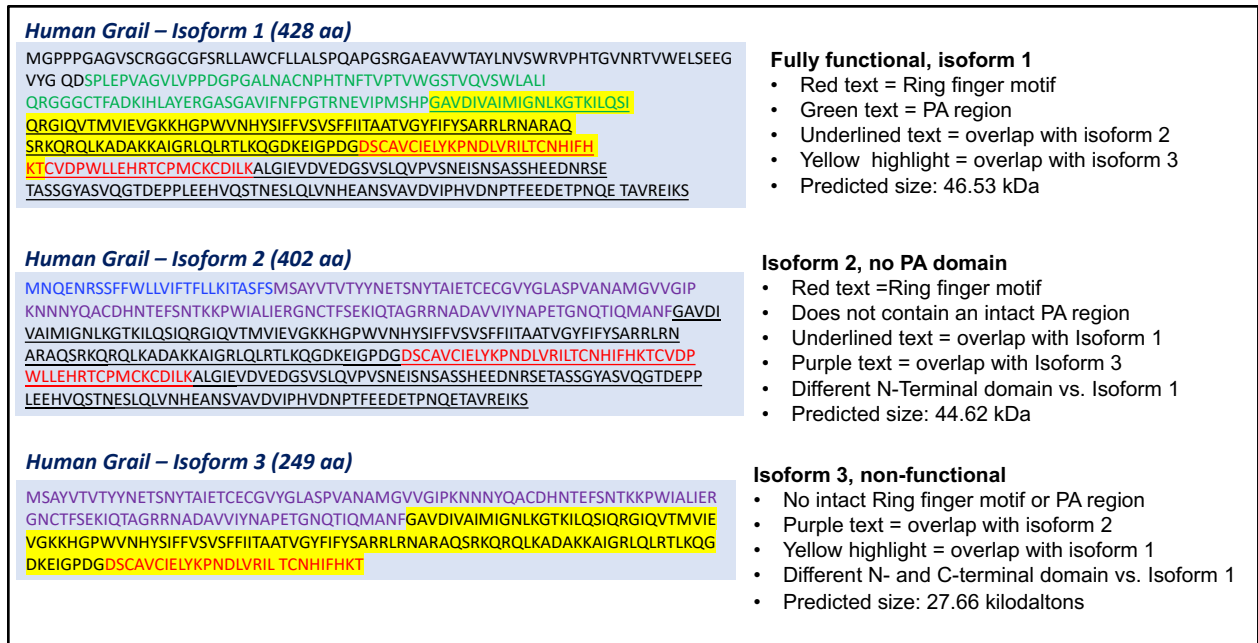 Human Grail – Isoform 1 (428 aa)
MGPPPGAGVSCRGGCGFSRLLAWCFLLALSPQAPGSRGAEAVWTAYLNVSWRVPHTGVNRTVWELSEEG
VYG QDSPLEPVAGVLVPPDGPGALNACNPHTNFTVPTVWGSTVQVSWLALI
QRGGGCTFADKIHLAYERGASGAVIFNFPGTRNEVIPMSHPGAVDIVAIMIGNLKGTKILQSI
QRGIQVTMVIEVGKKHGPWVNHYSIFFVSVSFFIITAATVGYFIFYSARRLRNARAQ
SRKQRQLKADAKKAIGRLQLRTLKQGDKEIGPDGDSCAVCIELYKPNDLVRILTCNHIFH
KTCVDPWLLEHRTCPMCKCDILKALGIEVDVEDGSVSLQVPVSNEISNSASSHEEDNRSE
TASSGYASVQGTDEPPLEEHVQSTNESLQLVNHEANSVAVDVIPHVDNPTFEEDETPNQE TAVREIKS
Fully functional, isoform 1
• Red text = Ring finger motif
• Green text = PA region
• Underlined text = overlap with isoform 2
• Yellow highlight = overlap with isoform 3
• Predicted size: 46.53 kDa
Human Grail – Isoform 2 (402 aa)
MNQENRSSFFWLLVIFTFLLKITASFSMSAYVTVTYYNETSNYTAIETCECGVYGLASPVANAMGVVGIP
KNNNYQACDHNTEFSNTKKPWIALIERGNCTFSEKIQTAGRRNADAVVIYNAPETGNQTIQMANFGAVDI
VAIMIGNLKGTKILQSIQRGIQVTMVIEVGKKHGPWVNHYSIFFVSVSFFIITAATVGYFIFYSARRLRN
ARAQSRKQRQLKADAKKAIGRLQLRTLKQGDKEIGPDGDSCAVCIELYKPNDLVRILTCNHIFHKTCVDP
WLLEHRTCPMCKCDILKALGIEVDVEDGSVSLQVPVSNEISNSASSHEEDNRSETASSGYASVQGTDEPP
LEEHVQSTNESLQLVNHEANSVAVDVIPHVDNPTFEEDETPNQETAVREIKS
Isoform 2, no PA domain
• Red text =Ring finger motif
• Does not contain an intact PA region
• Underlined text = overlap with Isoform 1
• Purple text = overlap with Isoform 3
• Different N-Terminal domain vs. Isoform 1
• Predicted size: 44.62 kDa
Human Grail – Isoform 3 (249 aa)
MSAYVTVTYYNETSNYTAIETCECGVYGLASPVANAMGVVGIPKNNNYQACDHNTEFSNTKKPWIALIER
GNCTFSEKIQTAGRRNADAVVIYNAPETGNQTIQMANFGAVDIVAIMIGNLKGTKILQSIQRGIQVTMVIE
VGKKHGPWVNHYSIFFVSVSFFIITAATVGYFIFYSARRLRNARAQSRKQRQLKADAKKAIGRLQLRTLKQG
DKEIGPDGDSCAVCIELYKPNDLVRIL TCNHIFHKT
Isoform 3, non-functional
• No intact Ring finger motif or PA region
• Purple text = overlap with isoform 2
• Yellow highlight = overlap with isoform 1
• Different N- and C-terminal domain vs. Isoform 1
• Predicted size: 27.66 kilodaltons